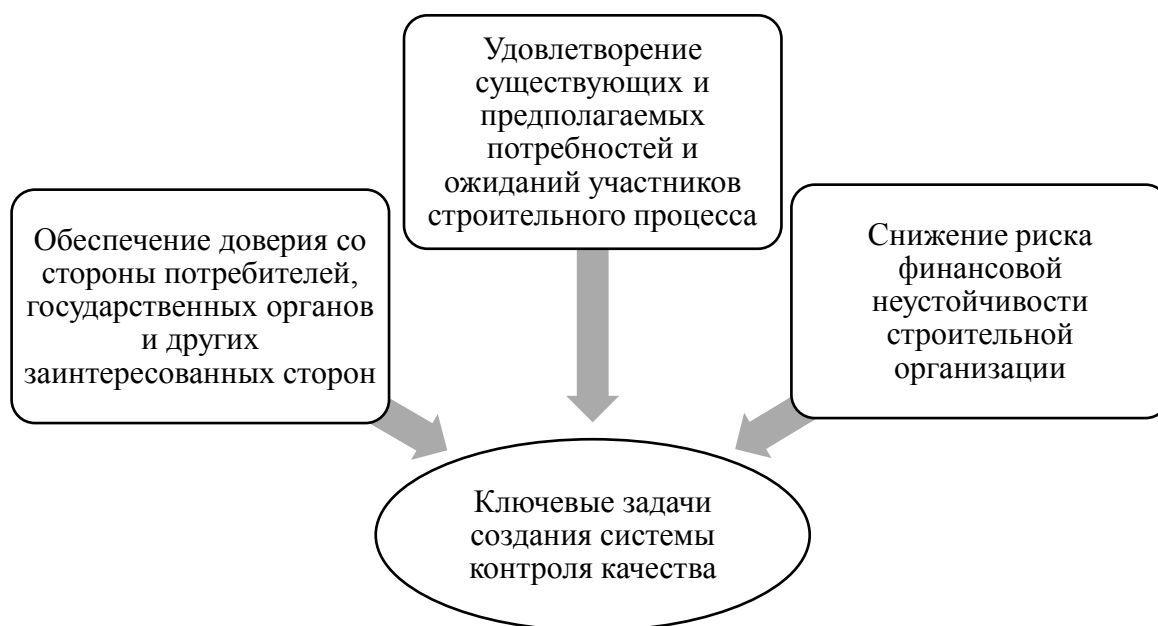 Удовлетворение
существующих и
предполагаемых
потребностей и
ожиданий участников
строительного процесса
Обеспечение доверия со
стороны потребителей,
государственных органов
и других
заинтересованных сторон
Снижение риска
финансовой
неустойчивости
строительной
организации
Ключевые задачи
создания системы
контроля качества